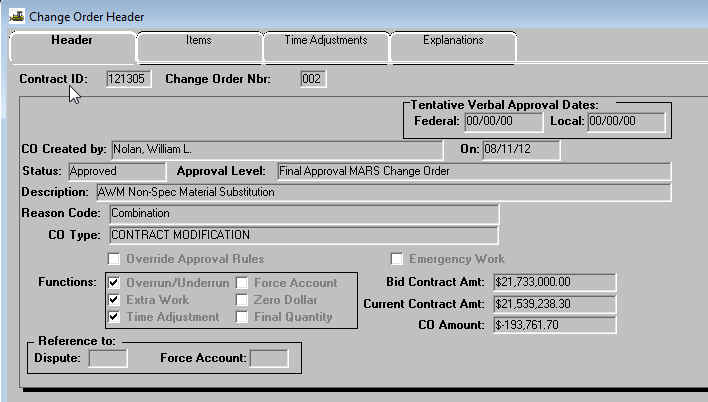 Change Order Header
Header Items Time Adjustments Explanations
Contract ID: 121305 Change Order Nbr: 002
Tentative Verbal Approval Dates:
Federal: 00/00/00 Local: 00/00/00
CO Created by: Nolan, William L. On: 08/11/12
Status: Approved Approval Level: Final Approval MARS Change Order
Description: AWM Non-Spec Material Substitution
Reason Code: Combination
CO Type: CONTRACT MODIFICATION
Override Approval Rules Emergency Work
Functions: Overrun/Underrun Force Account Bid Contract Amt: $21,733,000.00
Extra Work Zero Dollar Current Contract Amt: $21,539,238.30
Time Adjustment Final Quantity CO Amount: $-193,761.70
Reference to:
Dispute: Force Account: